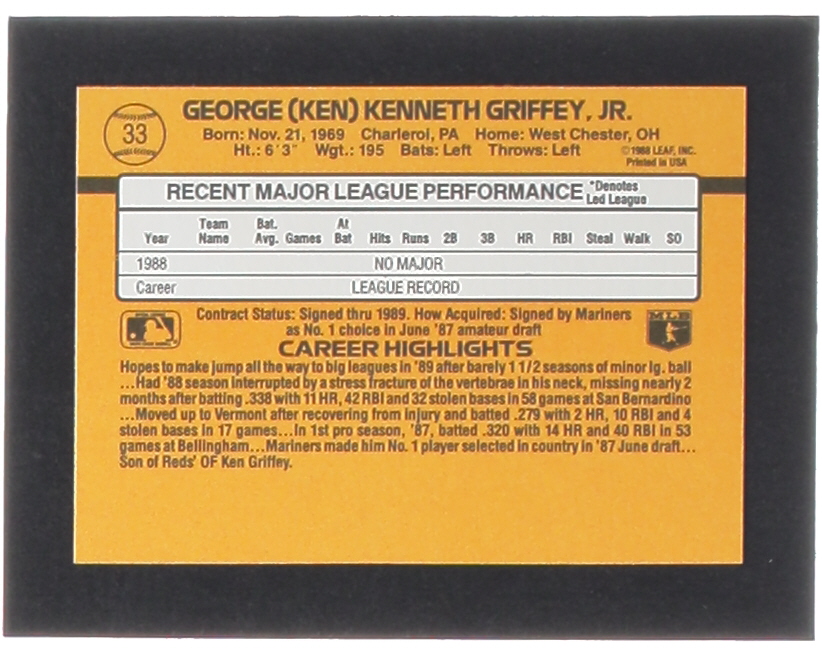 33
GEORGE (KEN) KENNETH GRIFFEY, JR.
Born: Nov. 21, 1969 Charleroi, PA Home: West Chester, OH
Ht.: 6'3" Wgt.: 195 Bats: Left Throws: Left
©1988 LEAF, INC.
Printed in USA
RECENT MAJOR LEAGUE PERFORMANCE *Denotes Led League
Year Team Name Bat. Avg. Games At Bat Hits Runs 2B 3B HR RBI Steal Walk SO
1988 NO MAJOR
Career LEAGUE RECORD
Contract Status: Signed thru 1989. How Acquired: Signed by Mariners
as No. 1 choice in June '87 amateur draft
MLB
CAREER HIGHLIGHTS
Hopes to make jump all the way to big leagues in '89 after barely 1 1/2 seasons of minor lg. ball
...Had '88 season interrupted by a stress fracture of the vertebrae in his neck, missing nearly 2
months after batting .338 with 11 HR, 42 RBI and 32 stolen bases in 58 games at San Bernardino
...Moved up to Vermont after recovering from injury and batted .279 with 2 HR, 10 RBI and 4
stolen bases in 17 games...In 1st pro season, '87, batted .320 with 14 HR and 40 RBI in 53
games at Bellingham...Mariners made him No. 1 player selected in country in '87 June draft...
Son of Reds' OF Ken Griffey.